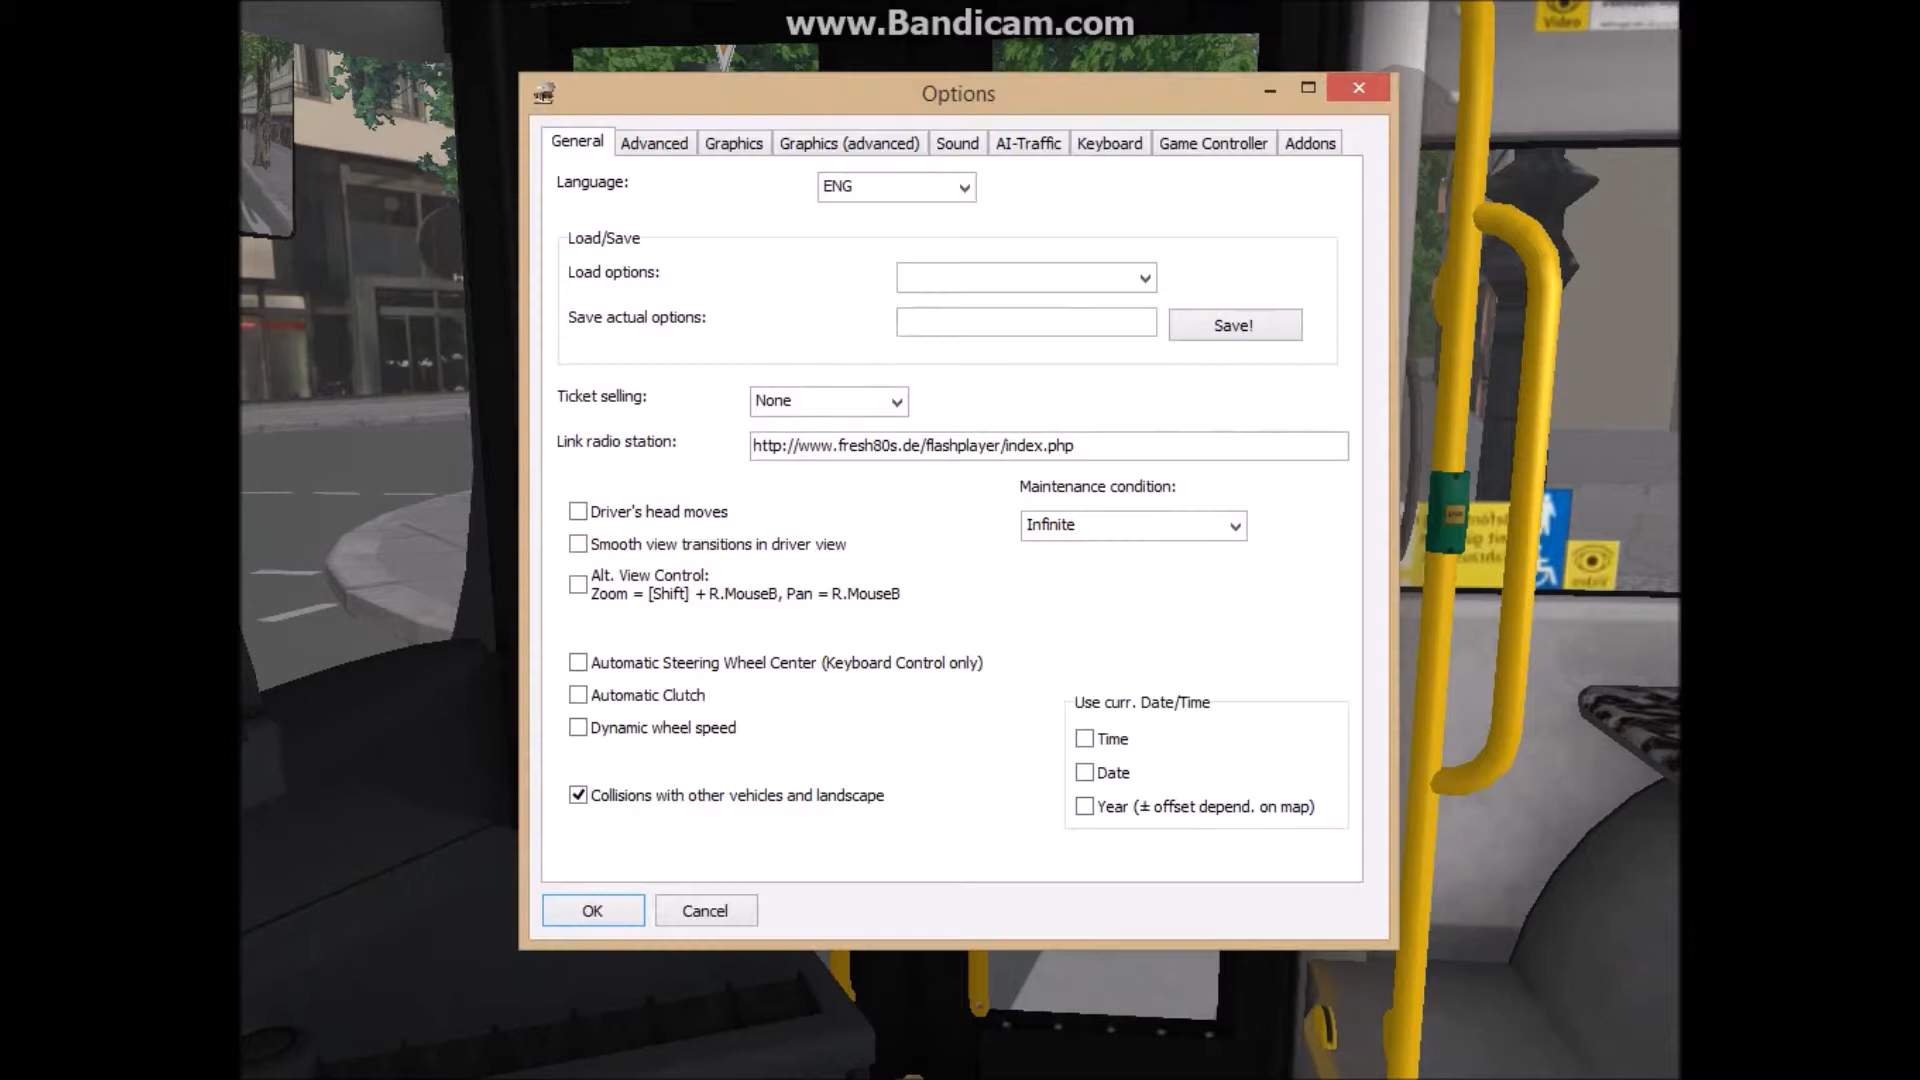 www.Bandicam.com
Video
Options
General Advanced Graphics Graphics (advanced) Sound AI-Traffic Keyboard Game Controller Addons
Language: ENG
Load/Save
Load options:
Save actual options: Save!
Ticket selling: None
Link radio station: http://www.fresh80s.de/flashplayer/index.php
Maintenance condition:
Infinite
Driver's head moves
Smooth view transitions in driver view
Alt. View Control:
Zoom = [Shift] + R.MouseB, Pan = R.MouseB
Automatic Steering Wheel Center (Keyboard Control only)
Automatic Clutch
Dynamic wheel speed
Collisions with other vehicles and landscape
Use curr. Date/Time
Time
Date
Year (± offset depend. on map)
OK Cancel